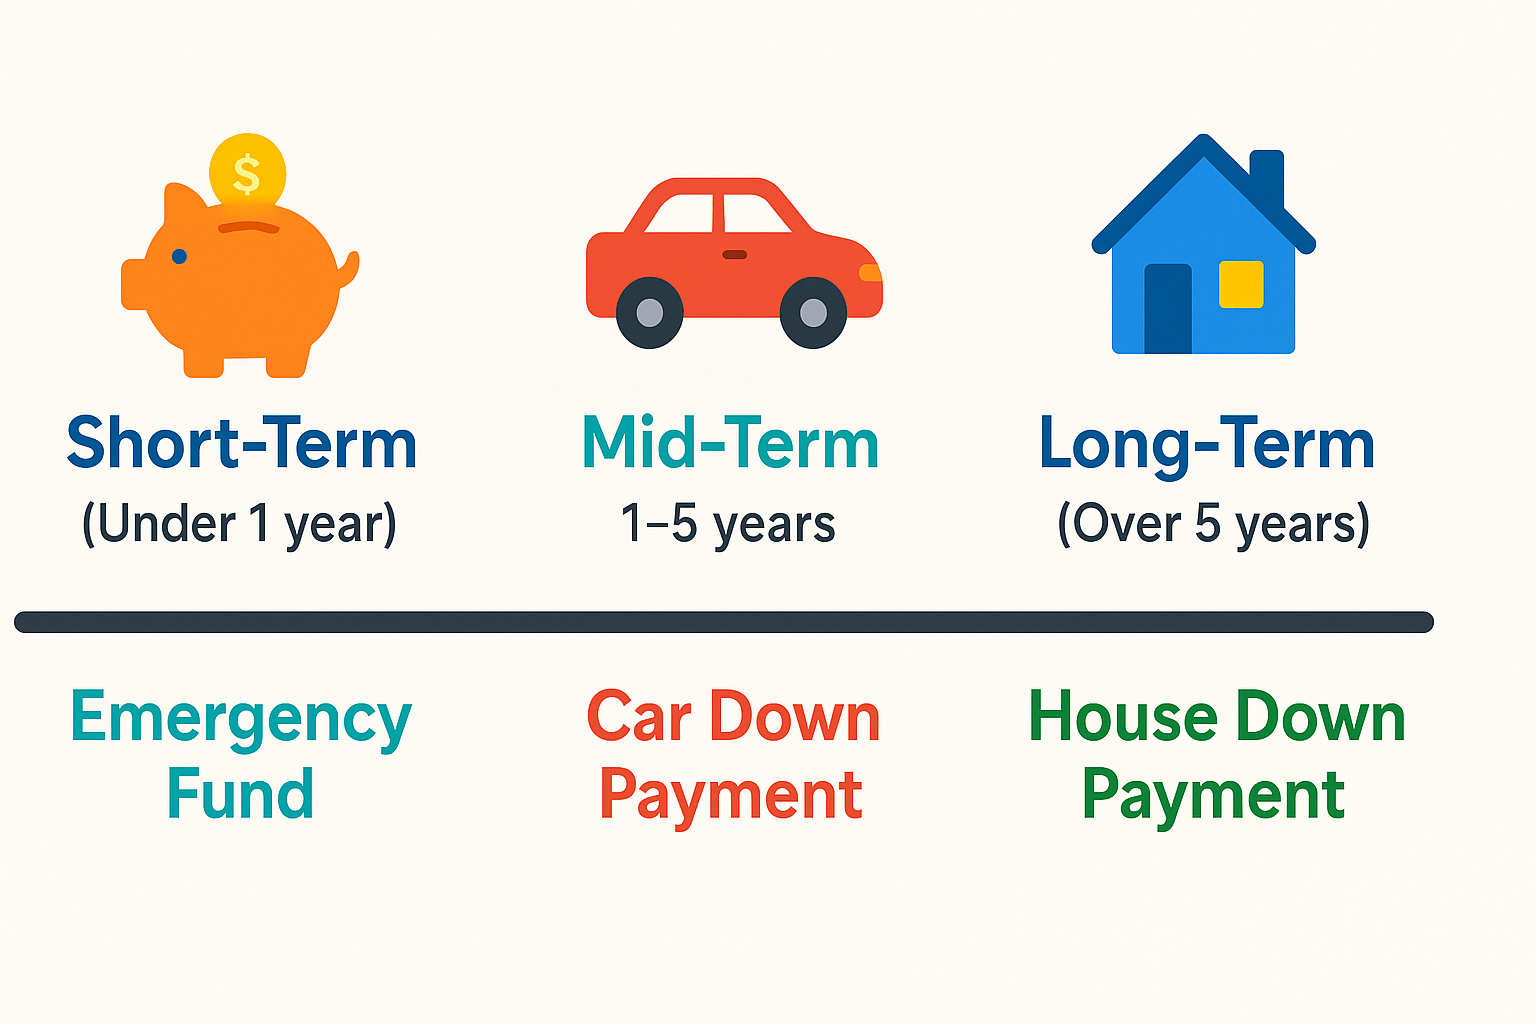 $
Short-Term
(Under 1 year)
Mid-Term
1–5 years
Long-Term
(Over 5 years)
Emergency
Fund
Car Down
Payment
House Down
Payment